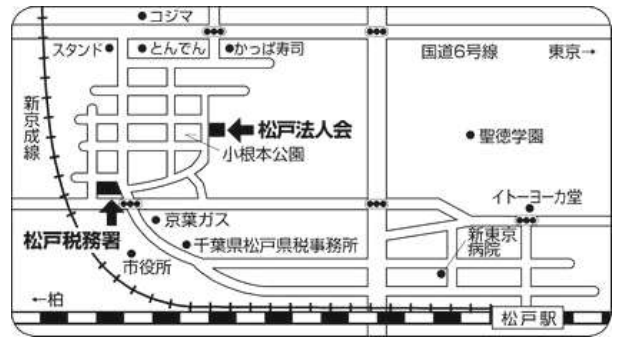 コジマ
スタンド
とんでん
かっぱ寿司
国道6号線
東京→
新京成線
松戸法人会
小根本公園
聖徳学園
イトーヨーカ堂
松戸税務署
京葉ガス
千葉県松戸県税事務所
新東京
病院
市役所
←柏
松戸駅